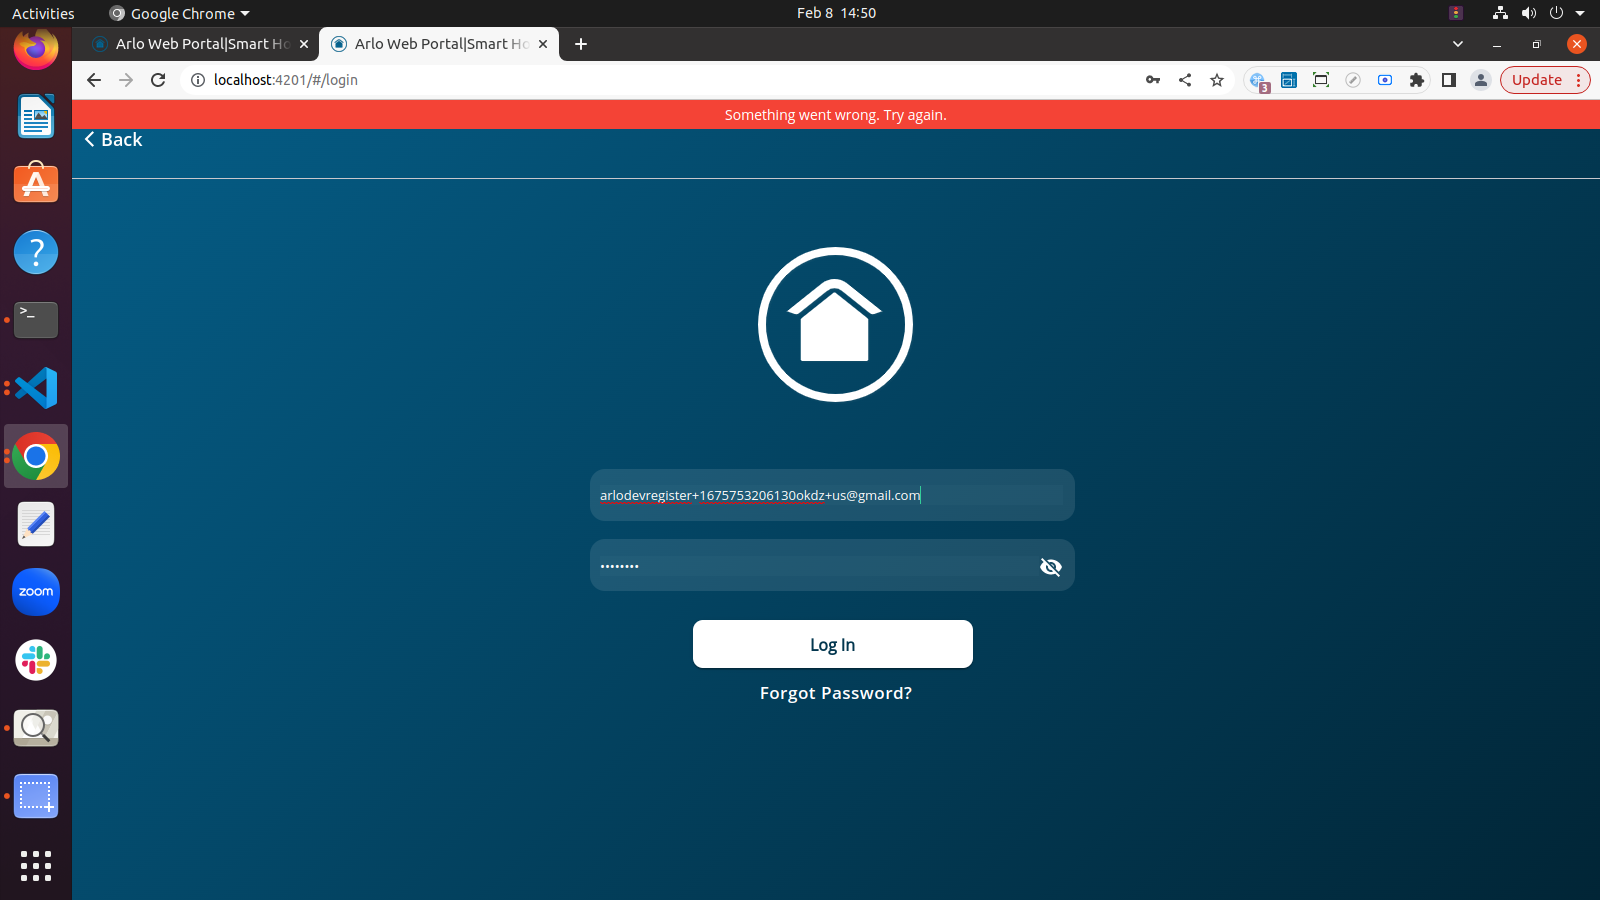 Activities
Google Chrome
Feb 8 14:50
Arlo Web Portal|Smart Ho
Arlo Web Portal|Smart Ho
localhost:4201/#/login
3
Update
Something went wrong. Try again.
Back
>_
?
arlodevregister+1675753206130okdz+us@gmail.com
zoom
Log In
Forgot Password?